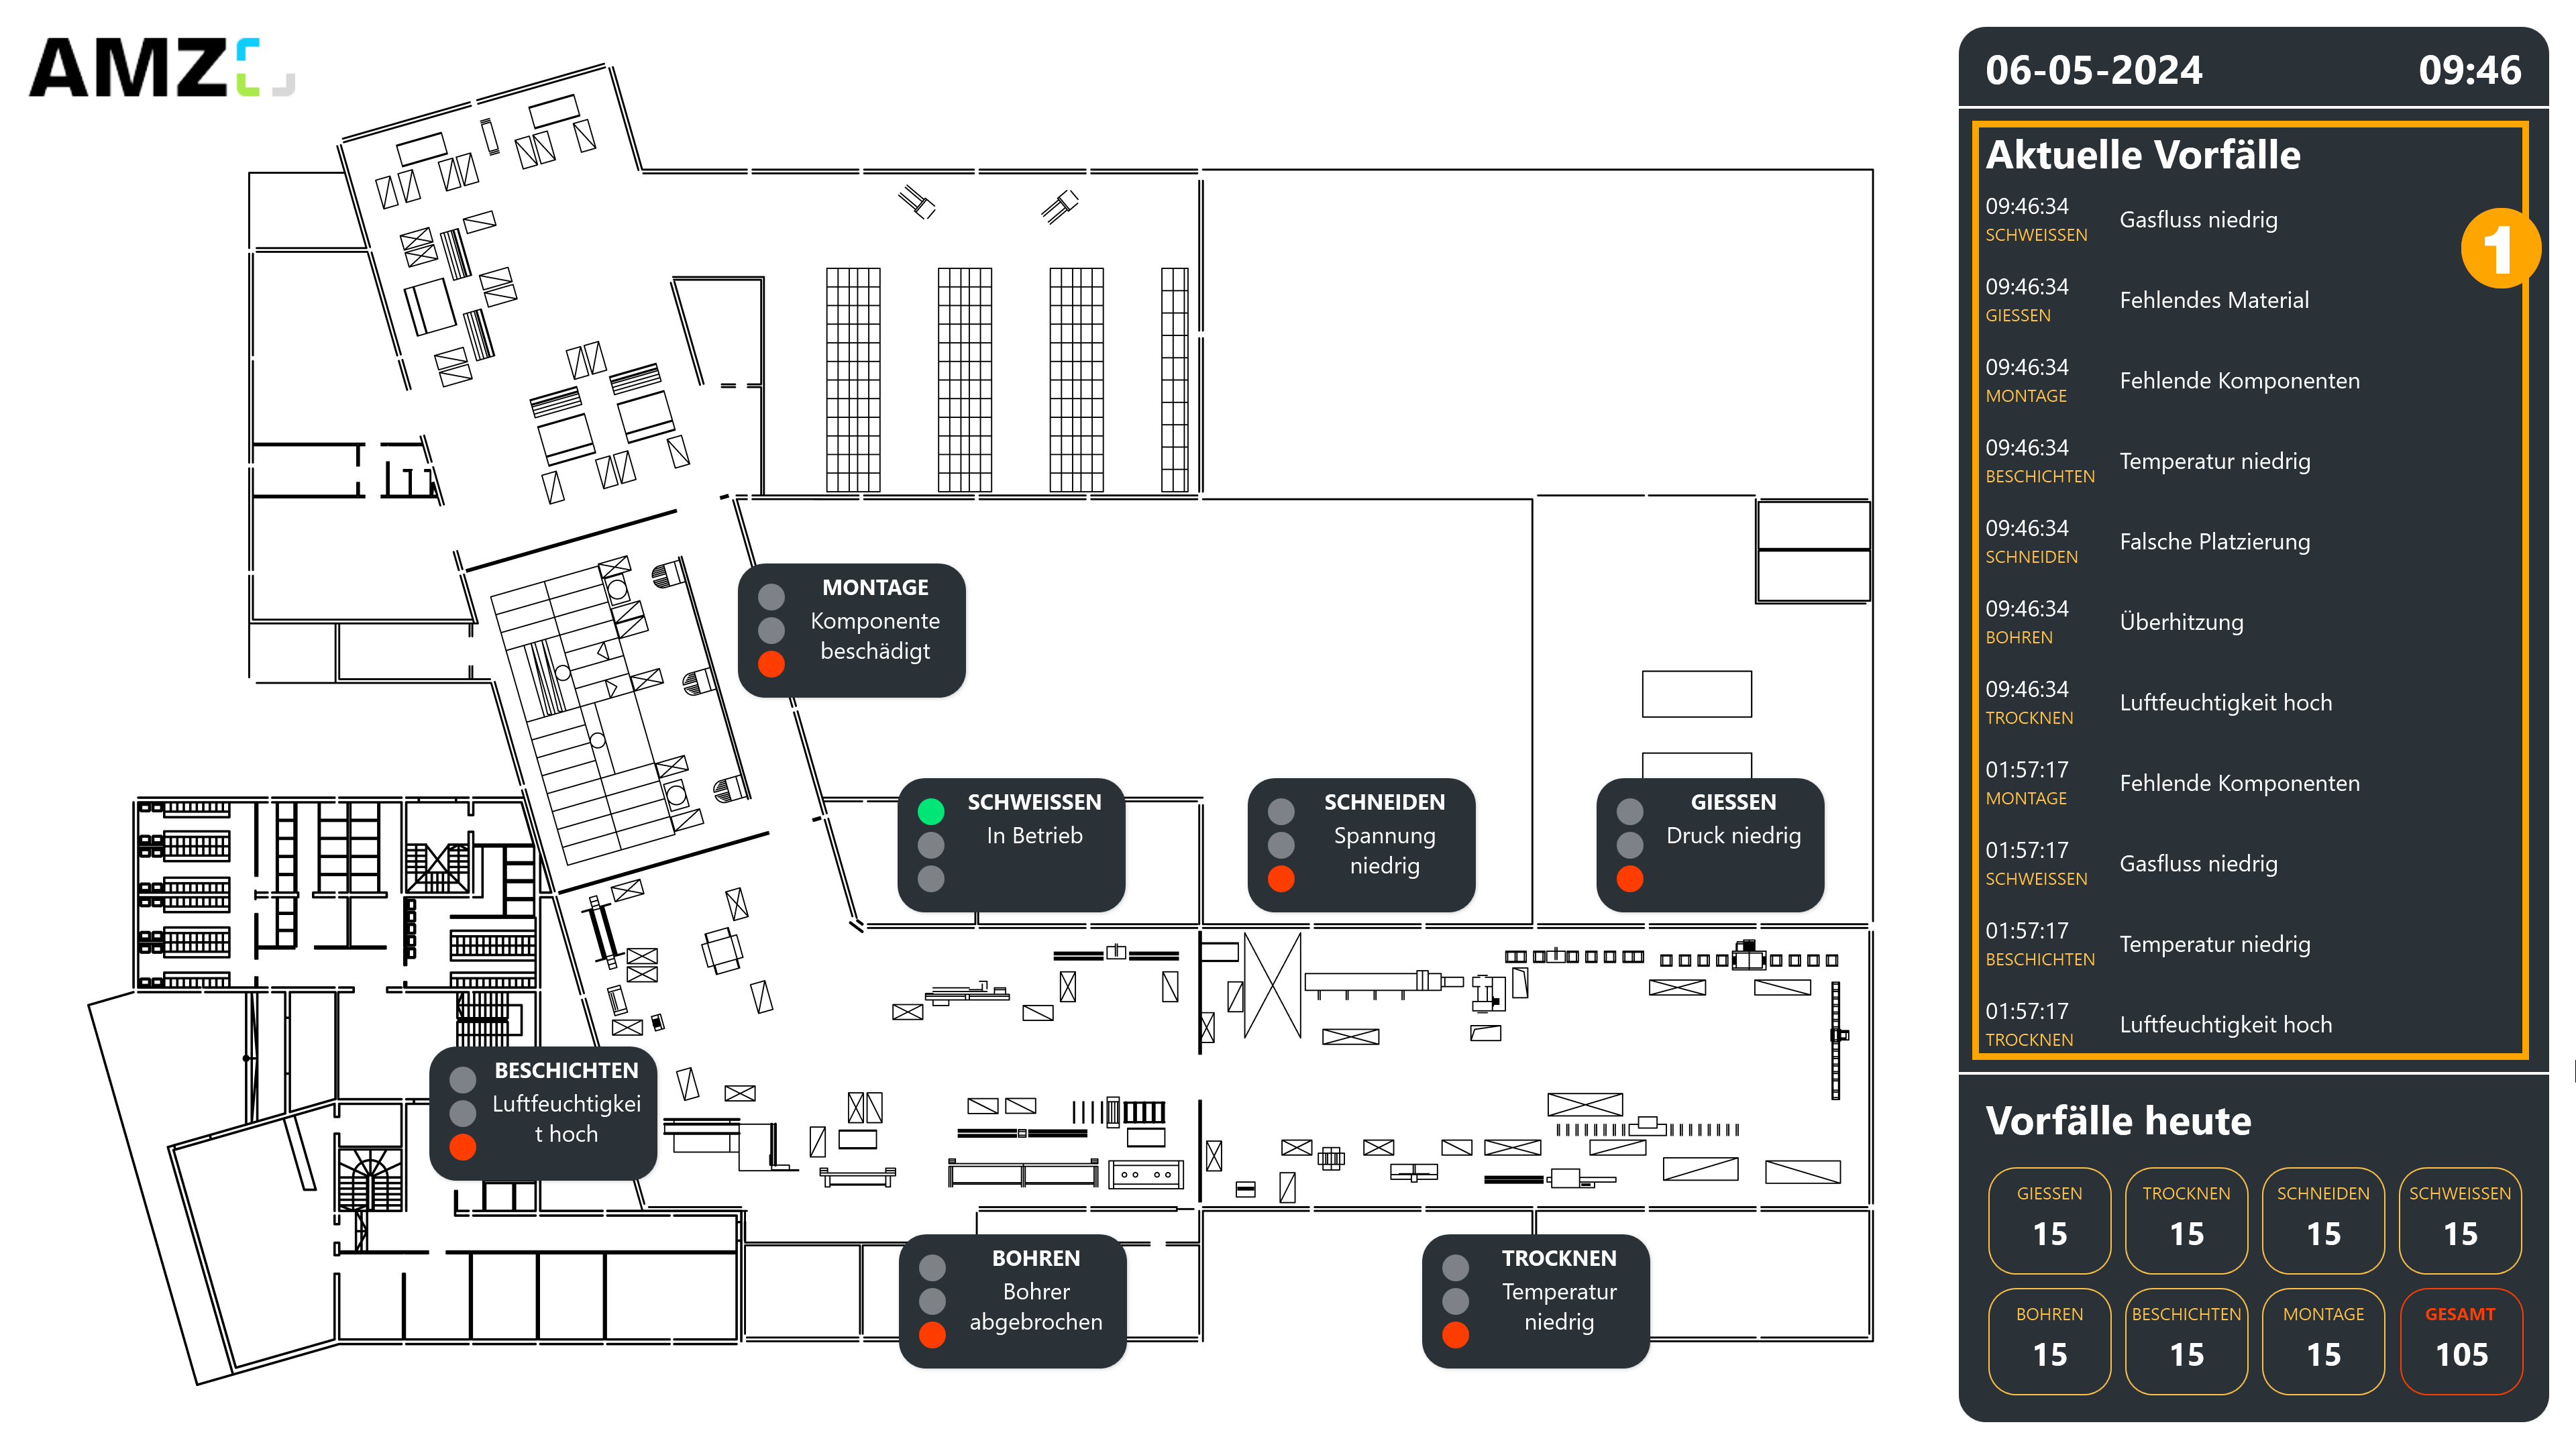 AMZ
06-05-2024 09:46
Aktuelle Vorfälle
1
09:46:34
SCHWEISSEN
Gasfluss niedrig
09:46:34
GIESSEN
Fehlendes Material
09:46:34
MONTAGE
Fehlende Komponenten
09:46:34
BESCHICHTEN
Temperatur niedrig
09:46:34
SCHNEIDEN
Falsche Platzierung
09:46:34
BOHREN
Überhitzung
09:46:34
TROCKNEN
Luftfeuchtigkeit hoch
01:57:17
MONTAGE
Fehlende Komponenten
01:57:17
SCHWEISSEN
Gasfluss niedrig
01:57:17
BESCHICHTEN
Temperatur niedrig
01:57:17
TROCKNEN
Luftfeuchtigkeit hoch
Vorfälle heute
GIESSEN
15
TROCKNEN
15
SCHNEIDEN
15
SCHWEISSEN
15
BOHREN
15
BESCHICHTEN
15
MONTAGE
15
GESAMT
105
MONTAGE
Komponente
beschädigt
SCHWEISSEN
In Betrieb
SCHNEIDEN
Spannung
niedrig
GIESSEN
Druck niedrig
BESCHICHTEN
Luftfeuchtigkei
t hoch
BOHREN
Bohrer
abgebrochen
TROCKNEN
Temperatur
niedrig